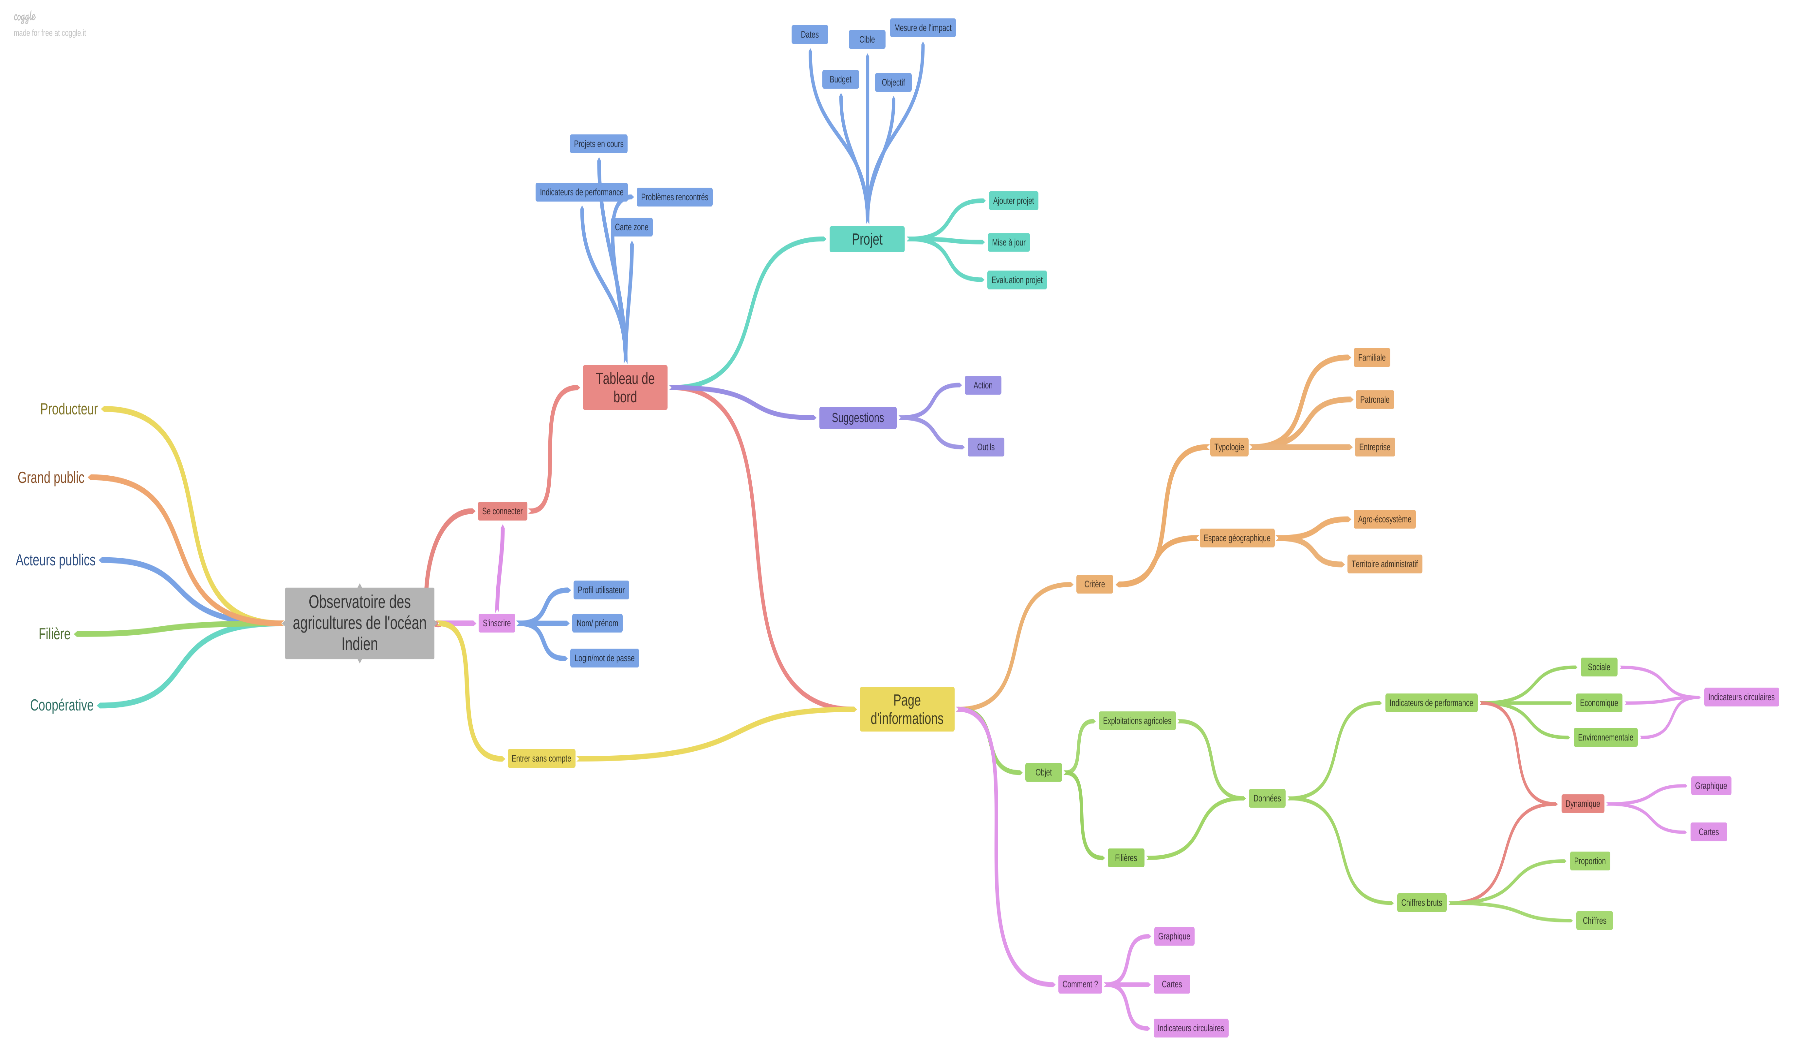 coggle
made for free at coggle.it
Dates
Cible
Mesure de l'impact
Budget
Objectif
Projets en cours
Indicateurs de performance
Problèmes rencontrés
Carte zone
Projet
Ajouter projet
Mise à jour
Evaluation projet
Tableau de
bord
Suggestions
Action
Outils
Producteur
Grand public
Acteurs publics
Filière
Coopérative
Observatoire des
agricultures de l'océan
Indien
Se connecter
S'inscrire
Profil utilisateur
Nom/ prénom
Login/mot de passe
Entrer sans compte
Page
d'informations
Critère
Typologie
Familiale
Patronale
Entreprise
Espace géographique
Agro-écosystème
Territoire administratif
Objet
Exploitations agricoles
Filières
Données
Indicateurs de performance
Sociale
Economique
Environnementale
Indicateurs circulaires
Dynamique
Graphique
Cartes
Chiffres bruts
Proportion
Chiffres
Comment ?
Graphique
Cartes
Indicateurs circulaires